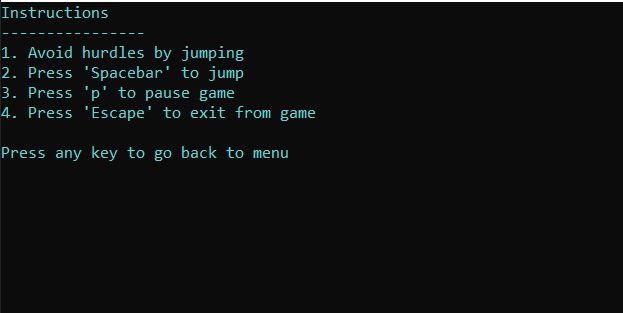 Instructions
----------------
1. Avoid hurdles by jumping
2. Press 'Spacebar' to jump
3. Press 'p' to pause game
4. Press 'Escape' to exit from game
Press any key to go back to menu